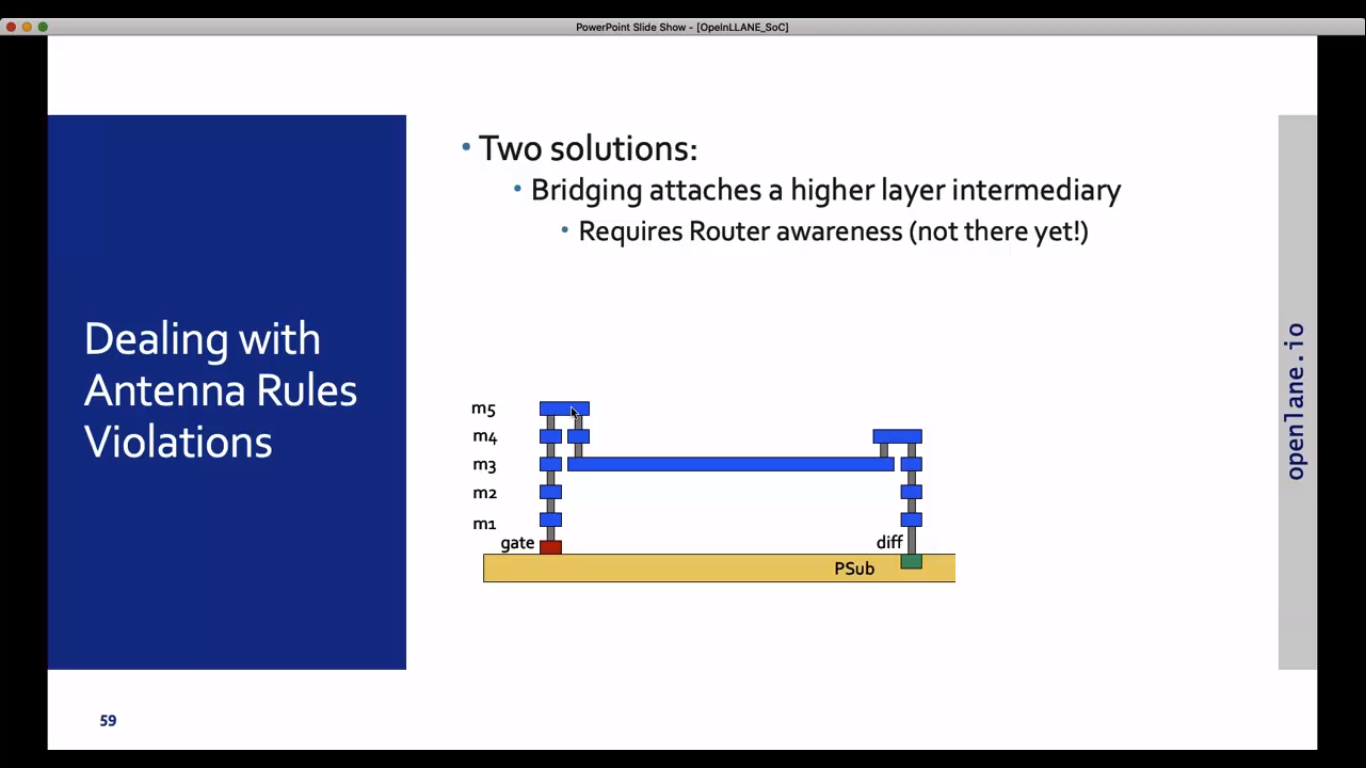 PowerPoint Slide Show - [OpeInLLANE_SoC]
• Two solutions:
• Bridging attaches a higher layer intermediary
• Requires Router awareness (not there yet!)
Dealing with
Antenna Rules
Violations
openlane.io
m5
m4
m3
m2
m1
gate
diff
PSub
59